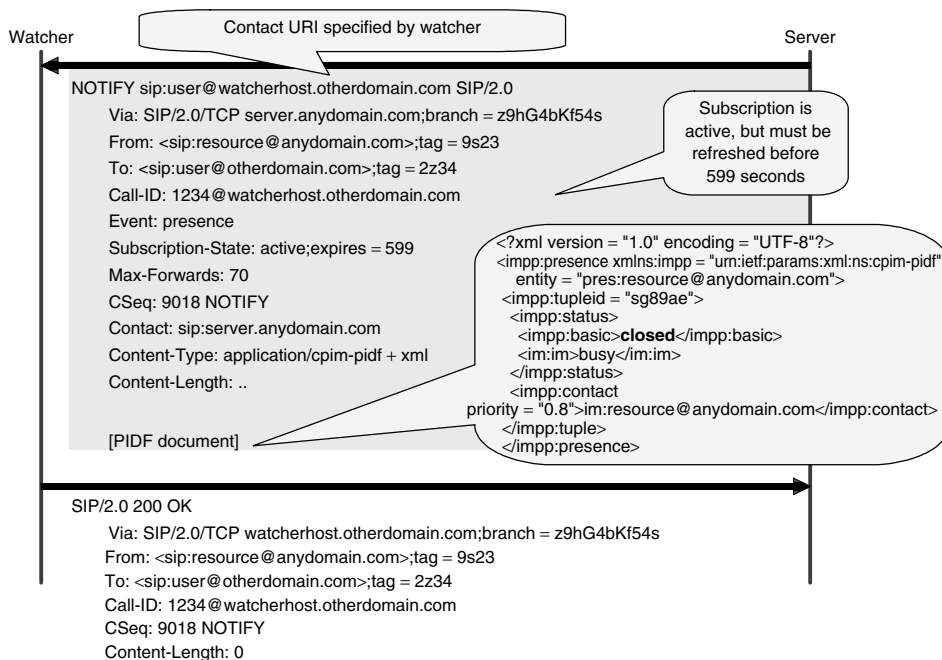 Watcher
Contact URI specified by watcher
Server
NOTIFY sip:user@watcherhost.otherdomain.com SIP/2.0
Via: SIP/2.0/TCP server.anydomain.com;branch = z9hG4bKf54s
From: <sip:resource@anydomain.com>;tag = 9s23
To: <sip:user@otherdomain.com>;tag = 2z34
Call-ID: 1234@watcherhost.otherdomain.com
Event: presence
Subscription-State: active;expires = 599
Max-Forwards: 70
CSeq: 9018 NOTIFY
Contact: sip:server.anydomain.com
Content-Type: application/cpim-pidf + xml
Content-Length: ..
[PIDF document]
Subscription is
active, but must be
refreshed before
599 seconds
<?xml version = "1.0" encoding = "UTF-8"?>
<impp:presence xmlns:impp = "urn:ietf:params:xml:ns:cpim-pidf"
entity = "pres:resource@anydomain.com">
<impp:tupleid = "sg89ae">
<impp:status>
<impp:basic>closed</impp:basic>
<im:im>busy</im:im>
</impp:status>
<impp:contact
priority = "0.8">im:resource@anydomain.com</impp:contact>
</impp:tuple>
</impp:presence>
SIP/2.0 200 OK
Via: SIP/2.0/TCP watcherhost.otherdomain.com;branch = z9hG4bKf54s
From: <sip:resource@anydomain.com>;tag = 9s23
To: <sip:user@otherdomain.com>;tag = 2z34
Call-ID: 1234@watcherhost.otherdomain.com
CSeq: 9018 NOTIFY
Content-Length: 0